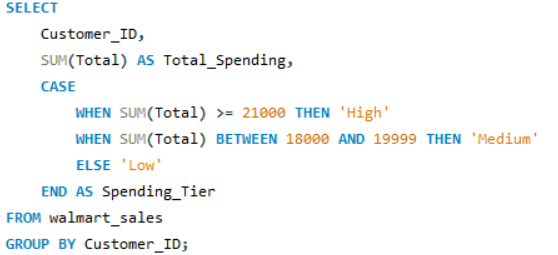 SELECT
Customer_ID,
SUM(Total) AS Total_Spending,
CASE
WHEN SUM(Total) >= 21000 THEN 'High'
WHEN SUM(Total) BETWEEN 18000 AND 19999 THEN 'Medium'
ELSE 'Low'
END AS Spending_Tier
FROM walmart_sales
GROUP BY Customer_ID;